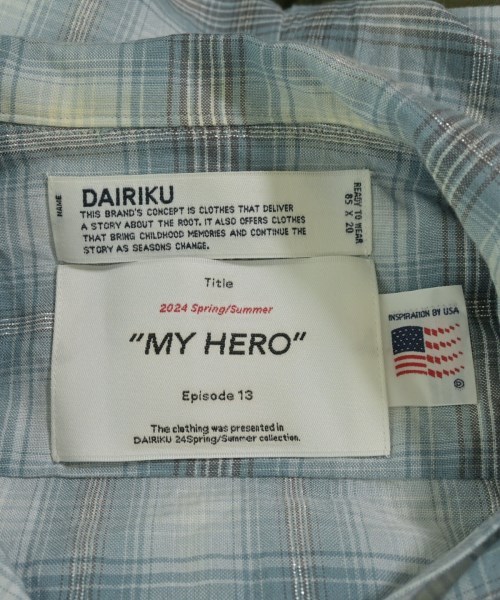 NAME
DAIRIKU
THIS BRAND'S CONCEPT IS CLOTHES THAT DELIVER
A STORY ABOUT THE ROOT. IT ALSO OFFERS CLOTHES
THAT BRING CHILDHOOD MEMORIES AND CONTINUE THE
STORY AS SEASONS CHANGE.
READY TO WEAR
85 X 20
Title
2024 Spring/Summer
"MY HERO"
Episode 13
The clothing was presented in
DAIRIKU 24Spring/Summer collection.
INSPIRATION BY USA
®